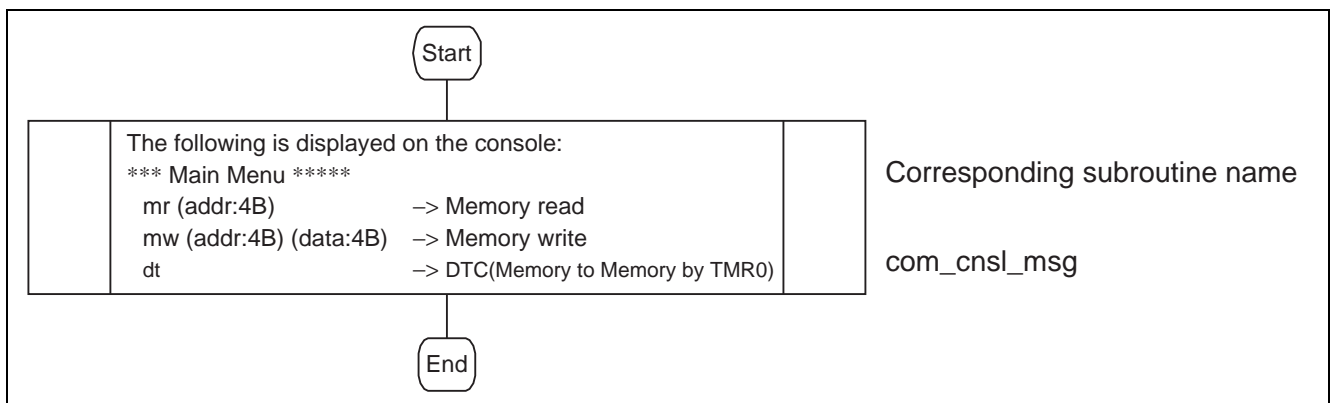 Start
The following is displayed on the console:
*** Main Menu *****
mr (addr:4B) –> Memory read
mw (addr:4B) (data:4B) –> Memory write
dt –> DTC(Memory to Memory by TMR0)
Corresponding subroutine name
com_cnsl_msg
End